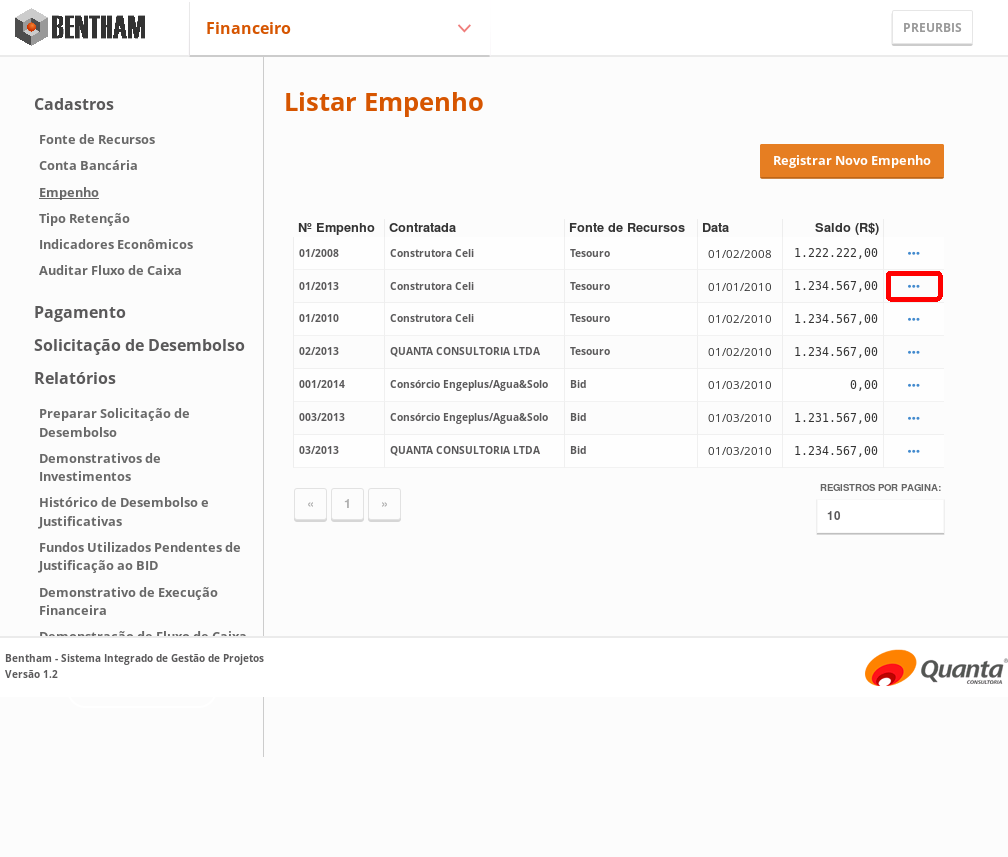 BENTHAM
Financeiro
PREURBIS
Cadastros
Fonte de Recursos
Conta Bancária
Empenho
Tipo Retenção
Indicadores Econômicos
Auditar Fluxo de Caixa
Pagamento
Solicitação de Desembolso
Relatórios
Preparar Solicitação de
Desembolso
Demonstrativos de
Investimentos
Histórico de Desembolso e
Justificativas
Fundos Utilizados Pendentes de
Justificação ao BID
Demonstrativo de Execução
Financeira
Demonstração de Fluxo de Caixa
Listar Empenho
Registrar Novo Empenho
Nº Empenho Contratada Fonte de Recursos Data Saldo (R$)
01/2008 Construtora Celi Tesouro 01/02/2008 1.222.222,00 •••
01/2013 Construtora Celi Tesouro 01/01/2010 1.234.567,00 •••
01/2010 Construtora Celi Tesouro 01/02/2010 1.234.567,00 •••
02/2013 QUANTA CONSULTORIA LTDA Tesouro 01/02/2010 1.234.567,00 •••
001/2014 Consórcio Engeplus/Agua&Solo Bid 01/03/2010 0,00 •••
003/2013 Consórcio Engeplus/Agua&Solo Bid 01/03/2010 1.231.567,00 •••
03/2013 QUANTA CONSULTORIA LTDA Bid 01/03/2010 1.234.567,00 •••
« 1 »
REGISTROS POR PAGINA:
10
Bentham - Sistema Integrado de Gestão de Projetos
Versão 1.2
Quanta®
CONSULTORIA